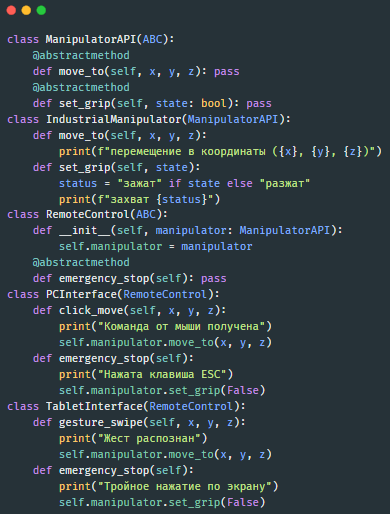 class ManipulatorAPI(ABC):
    @abstractmethod
    def move_to(self, x, y, z): pass
    @abstractmethod
    def set_grip(self, state: bool): pass
class IndustrialManipulator(ManipulatorAPI):
    def move_to(self, x, y, z):
        print(f"перемещение в координаты ({x}, {y}, {z})")
    def set_grip(self, state):
        status = "зажат" if state else "разжат"
        print(f"захват {status}")
class RemoteControl(ABC):
    def __init__(self, manipulator: ManipulatorAPI):
        self.manipulator = manipulator
    @abstractmethod
    def emergency_stop(self): pass
class PCInterface(RemoteControl):
    def click_move(self, x, y, z):
        print("Команда от мыши получена")
        self.manipulator.move_to(x, y, z)
    def emergency_stop(self):
        print("Нажата клавиша ESC")
        self.manipulator.set_grip(False)
class TabletInterface(RemoteControl):
    def gesture_swipe(self, x, y, z):
        print("Жест распознан")
        self.manipulator.move_to(x, y, z)
    def emergency_stop(self):
        print("Тройное нажатие по экрану")
        self.manipulator.set_grip(False)